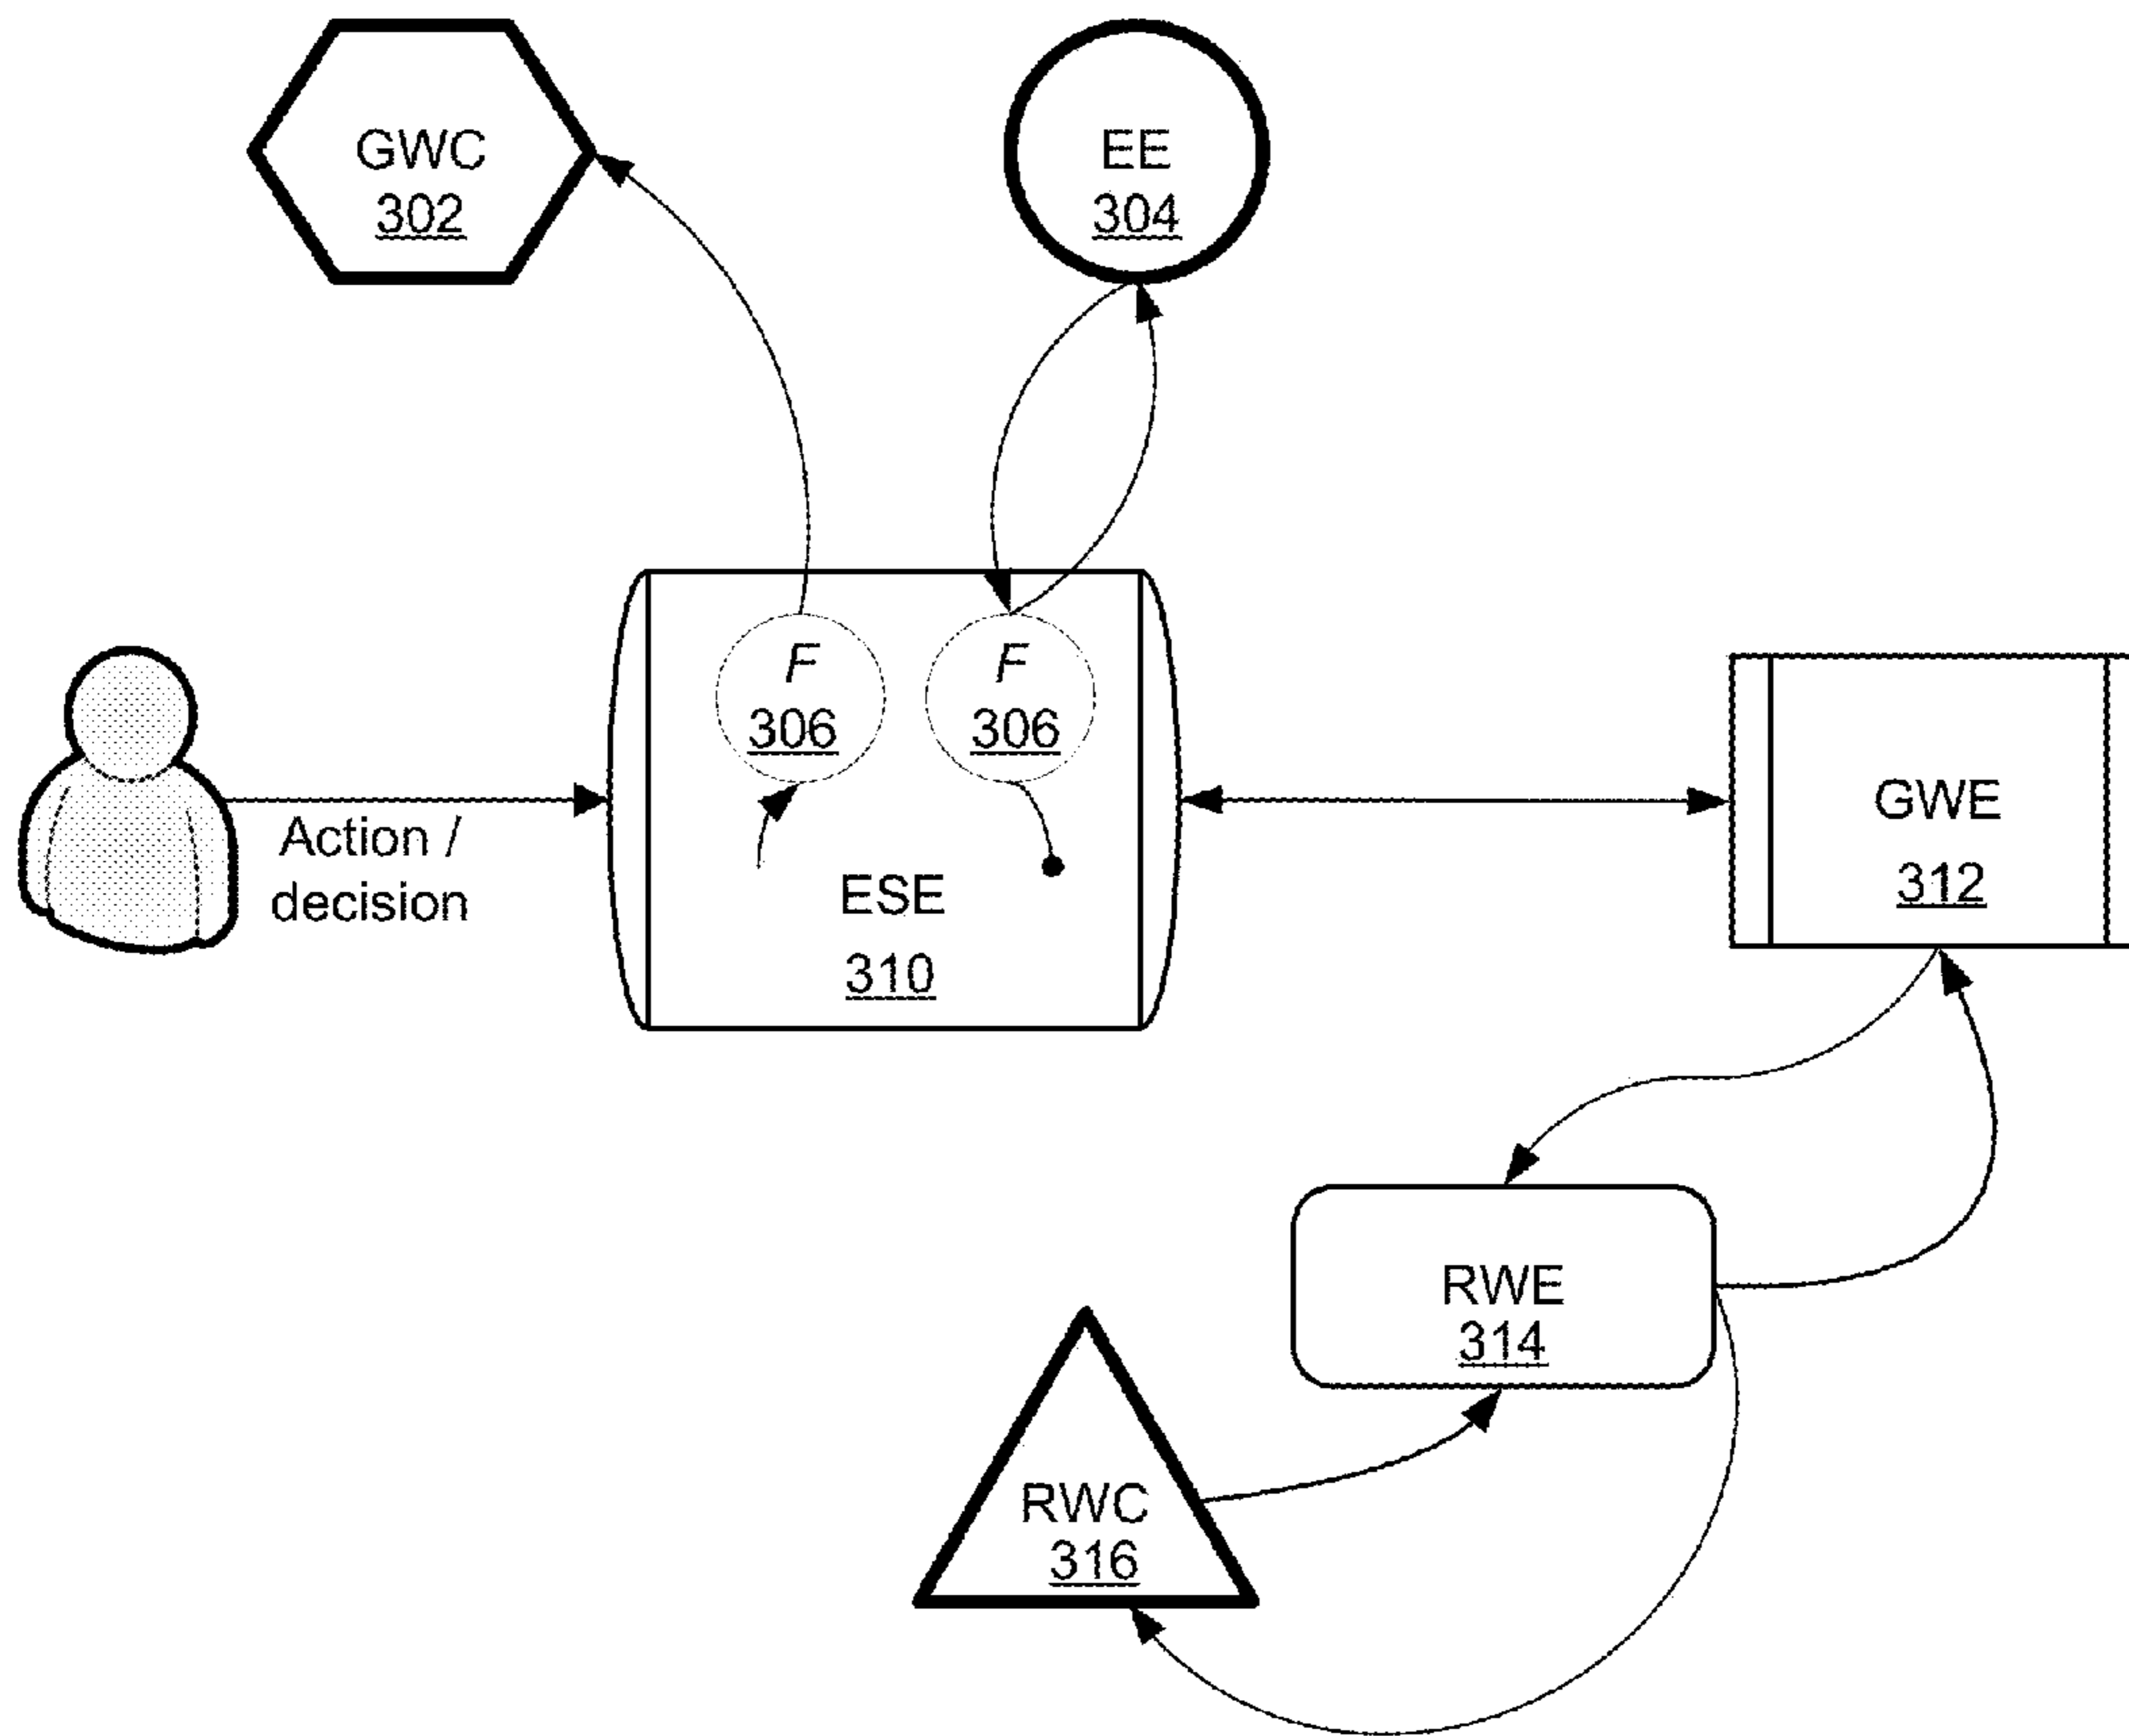 GWC
302
EE
304
F
306
F
306
Action /
decision
ESE
310
GWE
312
RWE
314
RWC
316